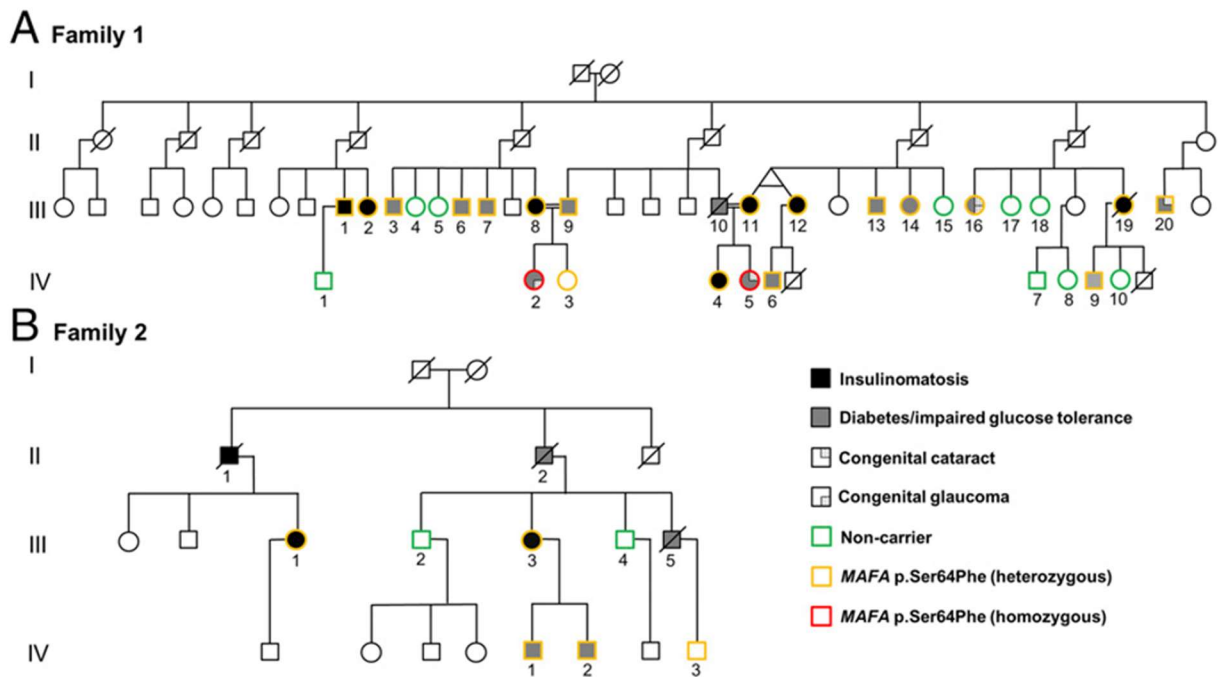 A Family 1
I
II
III
1 2 3 4 5 6 7 8 9 10 11 12 13 14 15 16 17 18 19 20
IV
1 2 3 4 5 6 7 8 9 10
B Family 2
I
II
1 2
III
1 2 3 4 5
IV
1 2 3
Insulinomatosis
Diabetes/impaired glucose tolerance
Congenital cataract
Congenital glaucoma
Non-carrier
MAFA p.Ser64Phe (heterozygous)
MAFA p.Ser64Phe (homozygous)